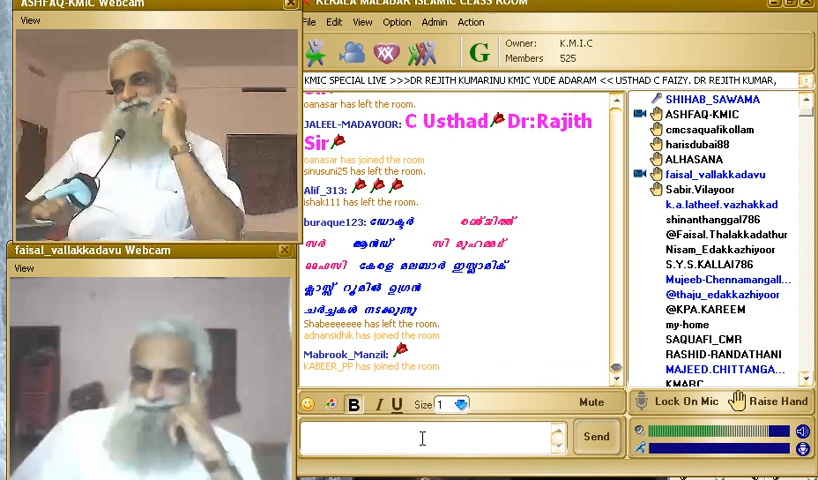 ASHFAQ-KMIC Webcam
View
faisal_vallakkadavu Webcam
View
KERALA MALABAR ISLAMIC CLASS ROOM
File Edit View Option Admin Action
G
Owner: K.M.I.C
Members 525
KMIC SPECIAL LIVE >>>DR REJITH KUMARINU KMIC YUDE ADARAM << USTHAD C FAIZY. DR REJITH KUMAR,
oanasar has left the room.
JALEEL-MADAVOOR: C Usthad Dr:Rajith
Sir
oanasar has joined the room
sinusuni25 has left the room.
Alif_313:
ishak111 has left the room.
buraque123: ഡോക്ടർ രഞ്ജിത്ത്
സർ ആൻഡ് സി മുഹമ്മദ്
ഫൈസി കേരള മലബാർ ഇസ്ലാമിക്
ക്ലാസ്സ് റൂമിൽ ഉഗ്രൻ
ചർച്ചകൾ നടക്കുന്നു
Shabeeeeeee has left the room.
adnansidhik has joined the room
Mabrook_Manzil:
KABEER_PP has joined the room
SHIHAB_SAWAMA
ASHFAQ-KMIC
cmcsaquafikollam
harisdubai88
ALHASANA
faisal_vallakkadavu
Sabir.Vilayoor
k.a.latheef.vazhakkad
shinanthanggal786
@Faisal.Thalakkadathur
Nisam_Edakkazhiyoor
S.Y.S.KALLAI786
Mujeeb-Chennamangall...
@thaju_edakkazhiyoor
@KPA.KAREEM
my-home
SAQUAFI_CMR
RASHID-RANDATHANI
MAJEED.CHITTANGA...
KMARC
B I U Size 1 Mute
Lock On Mic Raise Hand
Send